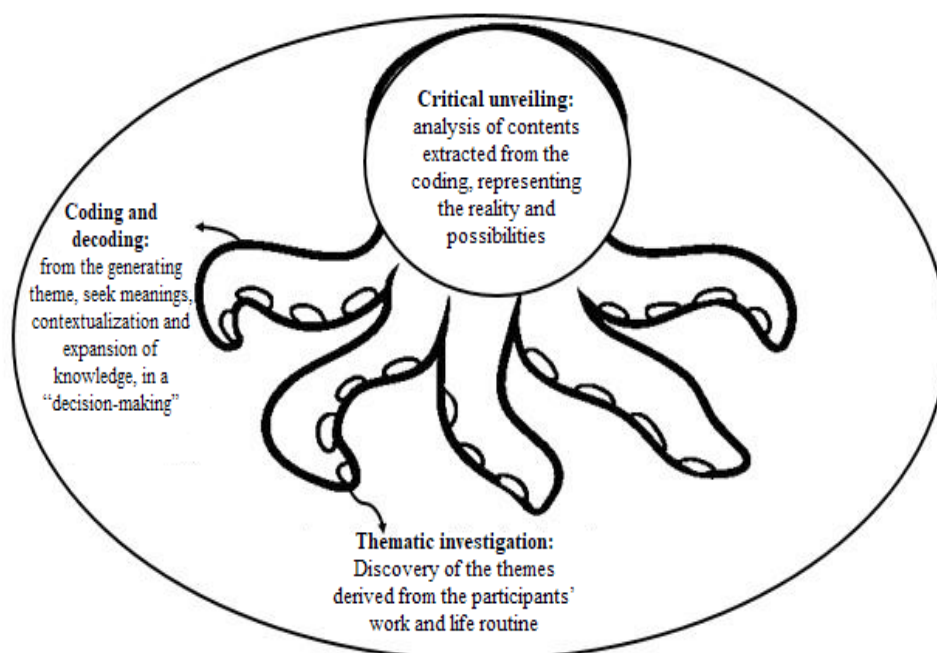 Critical unveiling:
analysis of contents
extracted from the
coding, representing
the reality and
possibilities
Coding and
decoding:
from the generating
theme, seek meanings,
contextualization and
expansion of
knowledge, in a
“decision-making”
Thematic investigation:
Discovery of the themes
derived from the participants’
work and life routine